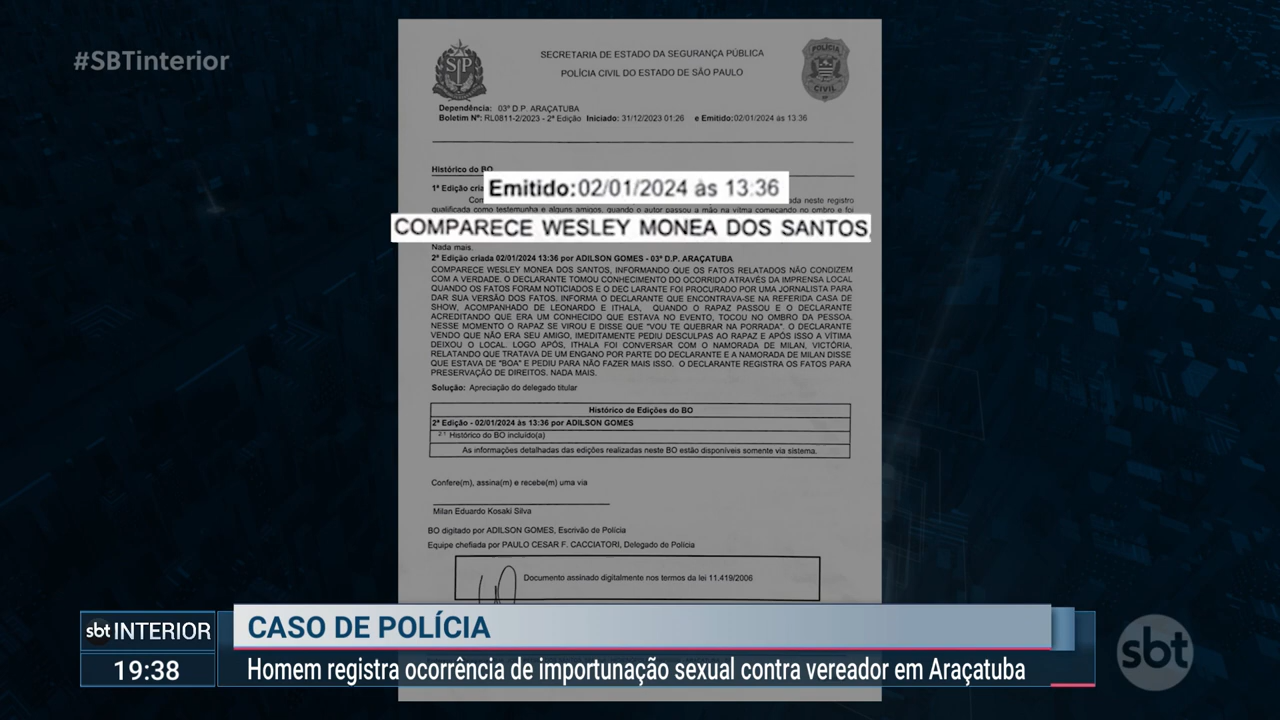 #SBTinterior
SP
POLÍCIA
CIVIL
SECRETARIA DE ESTADO DA SEGURANÇA PÚBLICA
POLÍCIA CIVIL DO ESTADO DE SÃO PAULO
Dependência: 03º D.P. ARAÇATUBA
Boletim Nº: RL0811-2/2023 - 2ª Edição Iniciado: 31/12/2023 01:26 e Emitido:02/01/2024 às 13:36
Histórico do BO
1ª Edição cria
Emitido:02/01/2024 às 13:36
Com da neste registro
qualificada como testemunha e alguns amigos, quando o autor passou a mão na vítima começando no ombro e foi
COMPARECE WESLEY MONEA DOS SANTOS,
Nada mais.
2ª Edição criada 02/01/2024 13:36 por ADILSON GOMES - 03º D.P. ARAÇATUBA
COMPARECE WESLEY MONEA DOS SANTOS, INFORMANDO QUE OS FATOS RELATADOS NÃO CONDIZEM
COM A VERDADE. O DECLARANTE TOMOU CONHECIMENTO DO OCORRIDO ATRAVÉS DA IMPRENSA LOCAL
QUANDO OS FATOS FORAM NOTICIADOS E O DECLARANTE FOI PROCURADO POR UMA JORNALISTA PARA
DAR SUA VERSÃO DOS FATOS. INFORMA O DECLARANTE QUE ENCONTRAVA-SE NA REFERIDA CASA DE
SHOW, ACOMPANHADO DE LEONARDO E ITHALA, QUANDO O RAPAZ PASSOU E O DECLARANTE
ACREDITANDO QUE ERA UM CONHECIDO QUE ESTAVA NO EVENTO, TOCOU NO OMBRO DA PESSOA.
NESSE MOMENTO O RAPAZ SE VIROU E DISSE QUE "VOU TE QUEBRAR NA PORRADA". O DECLARANTE
VENDO QUE NÃO ERA SEU AMIGO, IMEDITAMENTE PEDIU DESCULPAS AO RAPAZ E APÓS ISSO A VÍTIMA
DEIXOU O LOCAL. LOGO APÓS, ITHALA FOI CONVERSAR COM O NAMORADA DE MILAN, VICTÓRIA,
RELATANDO QUE TRATAVA DE UM ENGANO POR PARTE DO DECLARANTE E A NAMORADA DE MILAN DISSE
QUE ESTAVA DE "BOA" E PEDIU PARA NÃO FAZER MAIS ISSO. O DECLARANTE REGISTRA OS FATOS PARA
PRESERVAÇÃO DE DIREITOS. NADA MAIS.
Solução: Apreciação do delegado titular
Histórico de Edições do BO
2ª Edição - 02/01/2024 às 13:36 por ADILSON GOMES
2.1 Histórico do BO incluído(a)
As informações detalhadas das edições realizadas neste BO estão disponíveis somente via sistema.
Confere(m), assina(m) e recebe(m) uma via
Milan Eduardo Kosaki Silva
BO digitado por ADILSON GOMES, Escrivão de Polícia
Equipe chefiada por PAULO CESAR F. CACCIATORI, Delegado de Polícia
Documento assinado digitalmente nos termos da lei 11.419/2006
sbt INTERIOR
19:38
CASO DE POLÍCIA
Homem registra ocorrência de importunação sexual contra vereador em Araçatuba
sbt